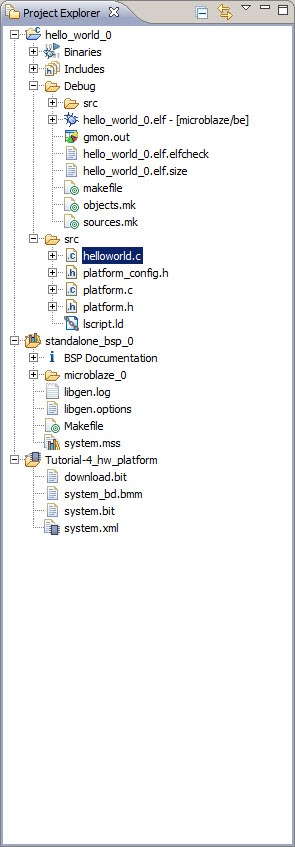 Project Explorer
hello_world_0
Binaries
Includes
Debug
src
hello_world_0.elf - [microblaze/be]
gmon.out
hello_world_0.elf.elfcheck
hello_world_0.elf.size
makefile
objects.mk
sources.mk
src
helloworld.c
platform_config.h
platform.c
platform.h
lscript.ld
standalone_bsp_0
BSP Documentation
microblaze_0
libgen.log
libgen.options
Makefile
system.mss
Tutorial-4_hw_platform
download.bit
system_bd.bmm
system.bit
system.xml